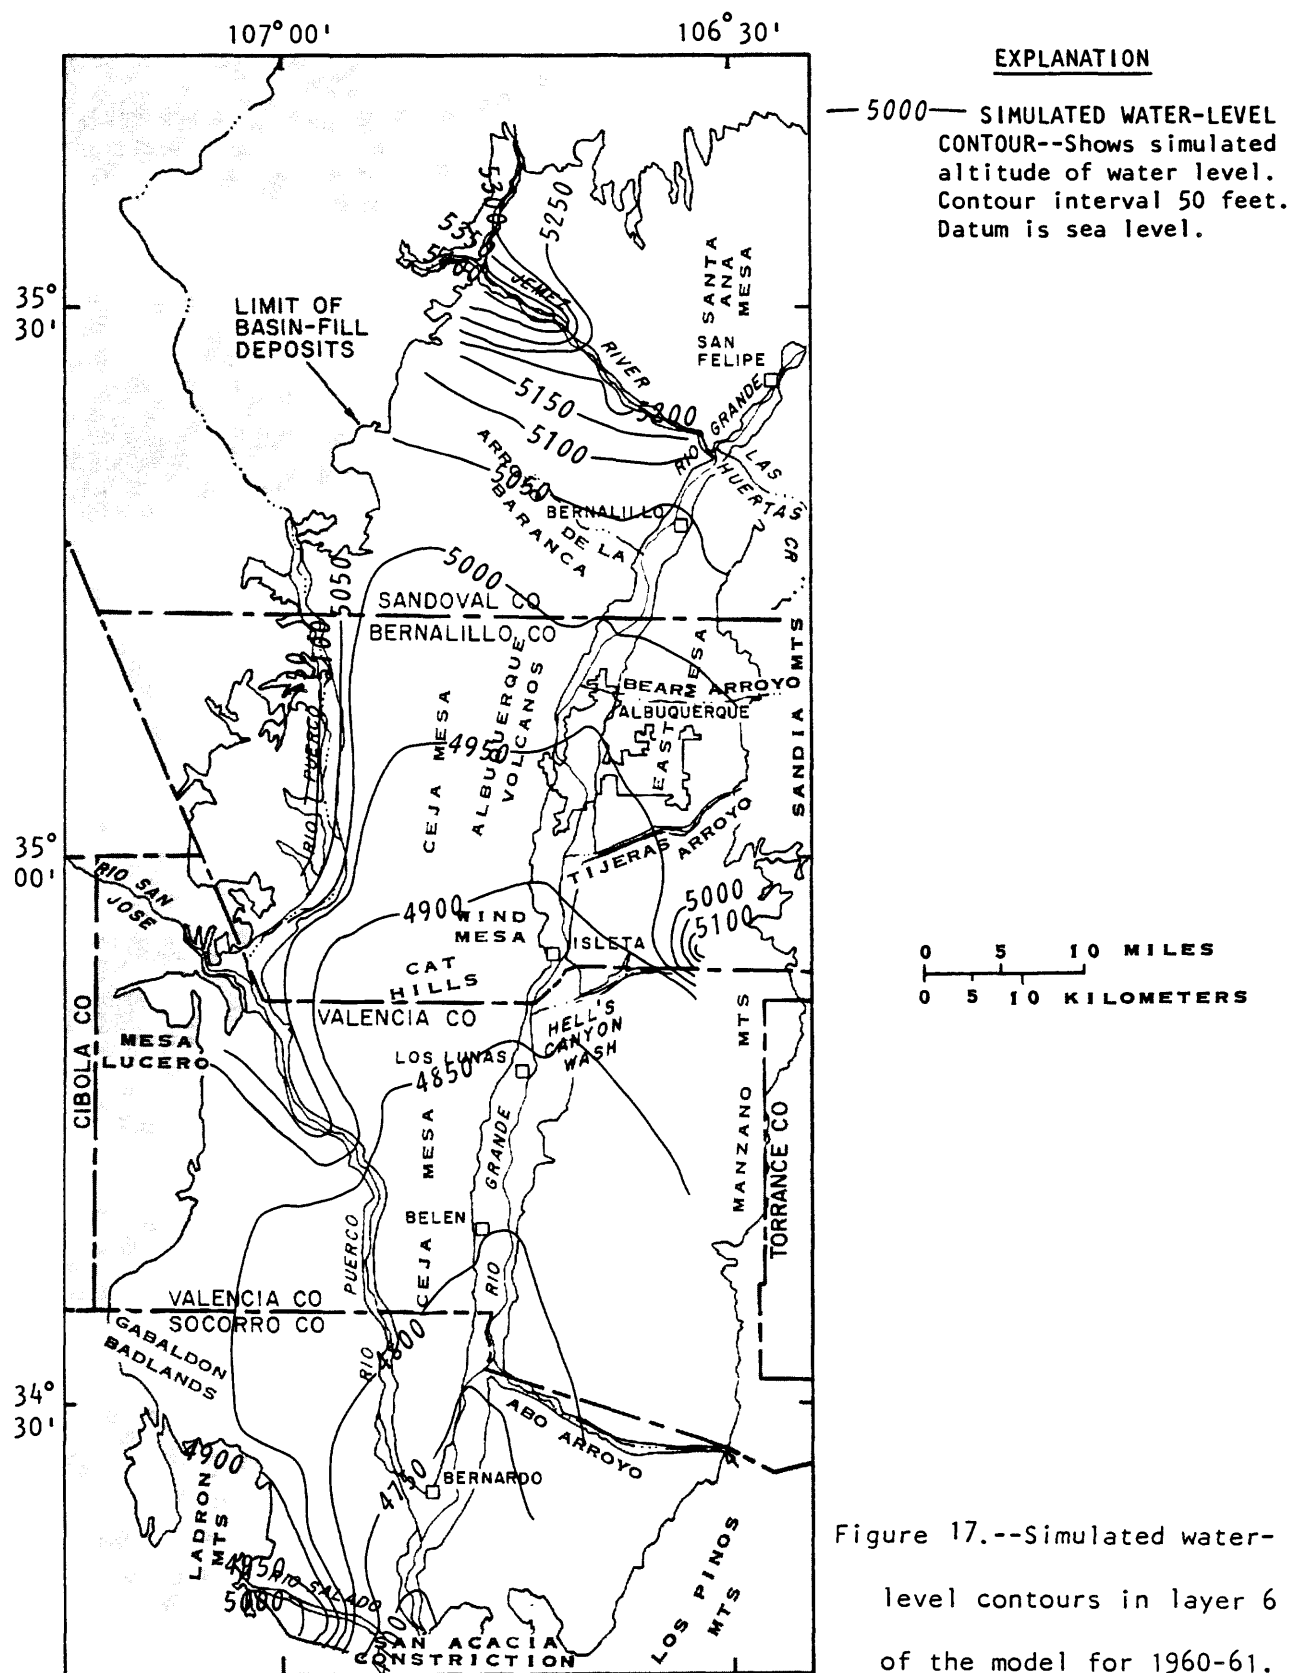 107°00'
106°30'
EXPLANATION
—5000— SIMULATED WATER-LEVEL
CONTOUR--Shows simulated
altitude of water level.
Contour interval 50 feet.
Datum is sea level.
5300
5250
5350
SANTA
ANA
MESA
JEMEZ
RIVER
35°
30'
LIMIT OF
BASIN-FILL
DEPOSITS
SAN
FELIPE
5150
5200
RIO GRANDE
5100
LAS
HUERTAS
CR
ARROYO
DE LA
BARANCA
5050
BERNALILLO
5000
5050
SANDOVAL CO
BERNALILLO CO
5100
SANDIA MTS
EAST MESA
BEAR ARROYO
ALBUQUERQUE
ALBUQUERQUE
VOLCANOS
CEJA MESA
4950
RIO PUERCO
TIJERAS ARROYO
35°
00'
RIO SAN
JOSE
4900
WIND
MESA
5000
5100
ISLETA
0 5 10 MILES
0 5 10 KILOMETERS
CAT
HILLS
VALENCIA CO
HELL'S
CANYON
WASH
MESA
LUCERO
CIBOLA CO
LOS LUNAS
4850
MANZANO MTS
TORRANCE CO
CEJA MESA
RIO GRANDE
BELEN
RIO PUERCO
VALENCIA CO
SOCORRO CO
GABALDON
BADLANDS
4800
34°
30'
ABO ARROYO
4900
LADRON
MTS
4750
BERNARDO
4950
RIO SALADO
5000
SAN ACACIA
CONSTRICTION
LOS PINOS
MTS
Figure 17.--Simulated water-
level contours in layer 6
of the model for 1960-61.